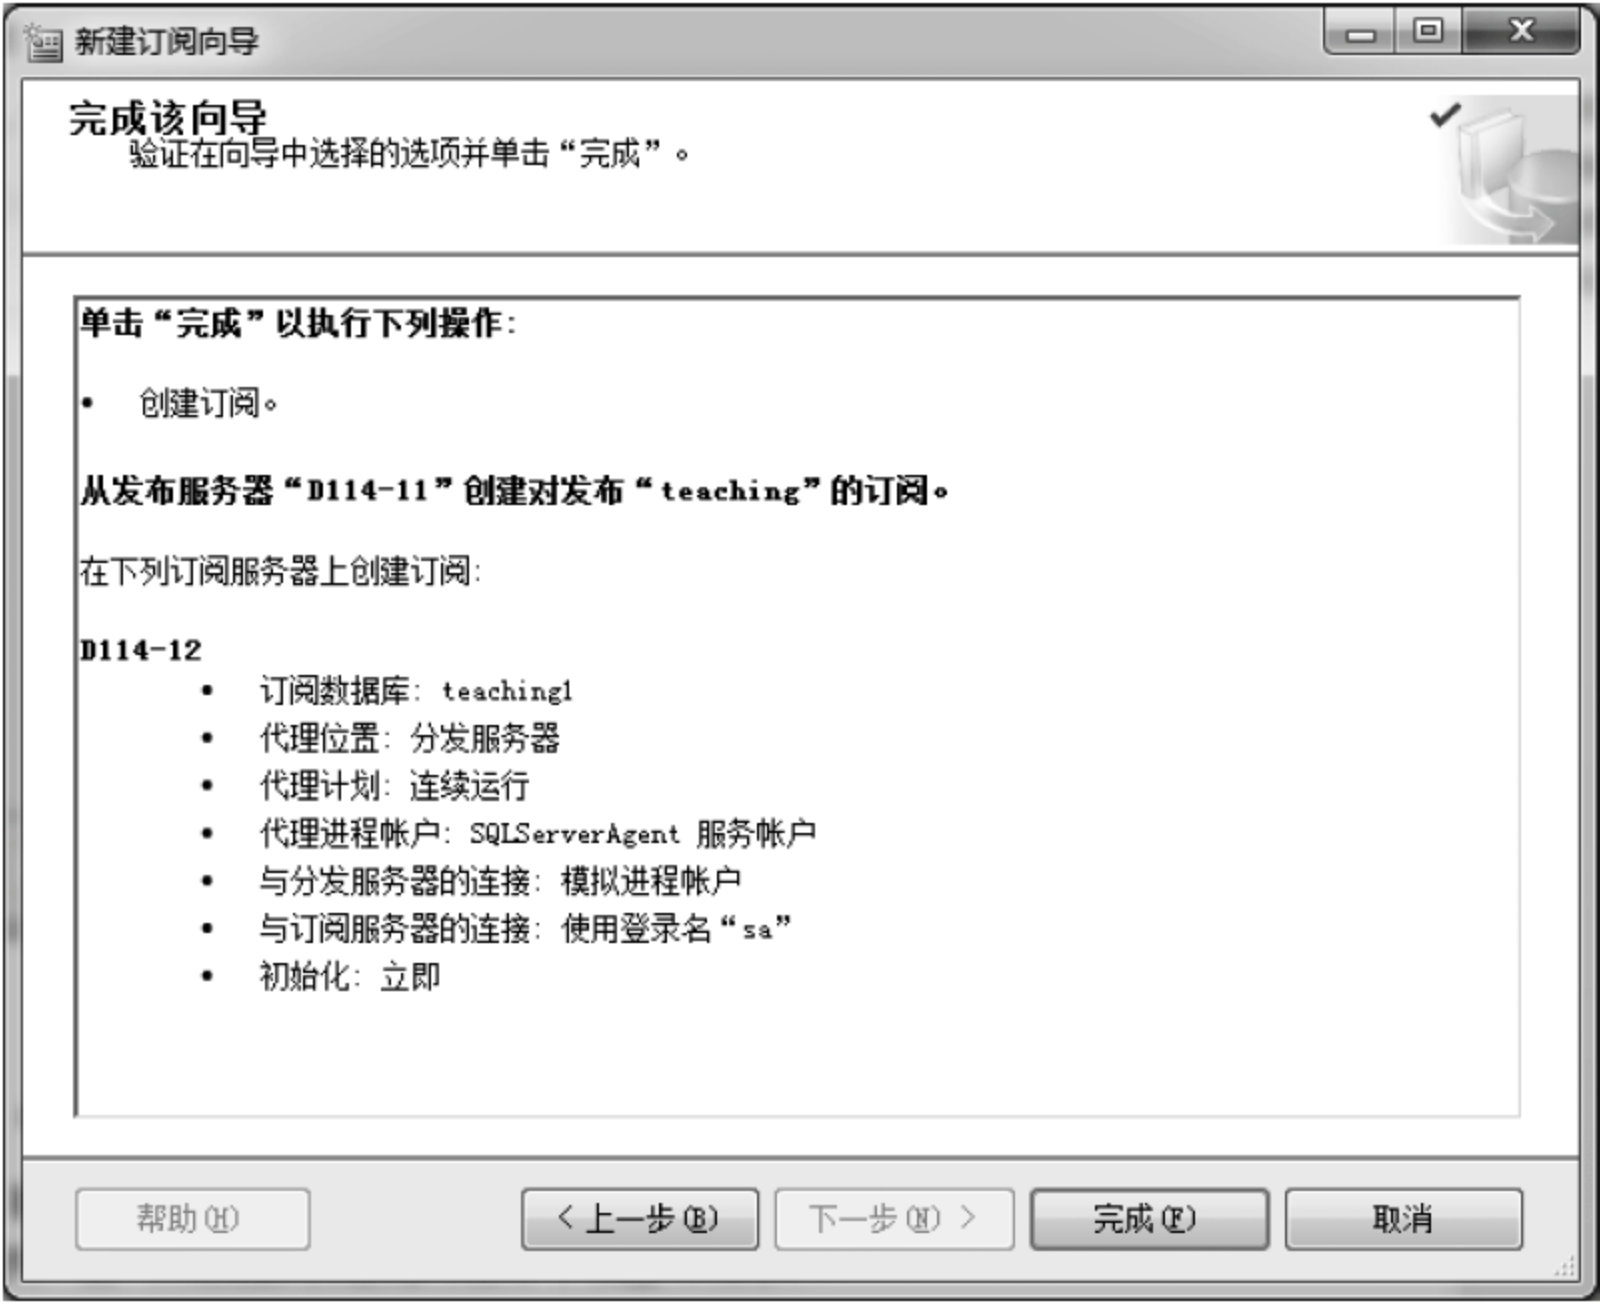 新建订阅向导
完成该向导
验证在向导中选择的选项并单击“完成”。
单击“完成”以执行下列操作:
• 创建订阅。
从发布服务器“D114-11”创建对发布“teaching”的订阅。
在下列订阅服务器上创建订阅:
D114-12
• 订阅数据库: teaching1
• 代理位置: 分发服务器
• 代理计划: 连续运行
• 代理进程帐户: SQLServerAgent 服务帐户
• 与分发服务器的连接: 模拟进程帐户
• 与订阅服务器的连接: 使用登录名“sa”
• 初始化: 立即
帮助(H)
< 上一步(B)
下一步(N) >
完成(F)
取消